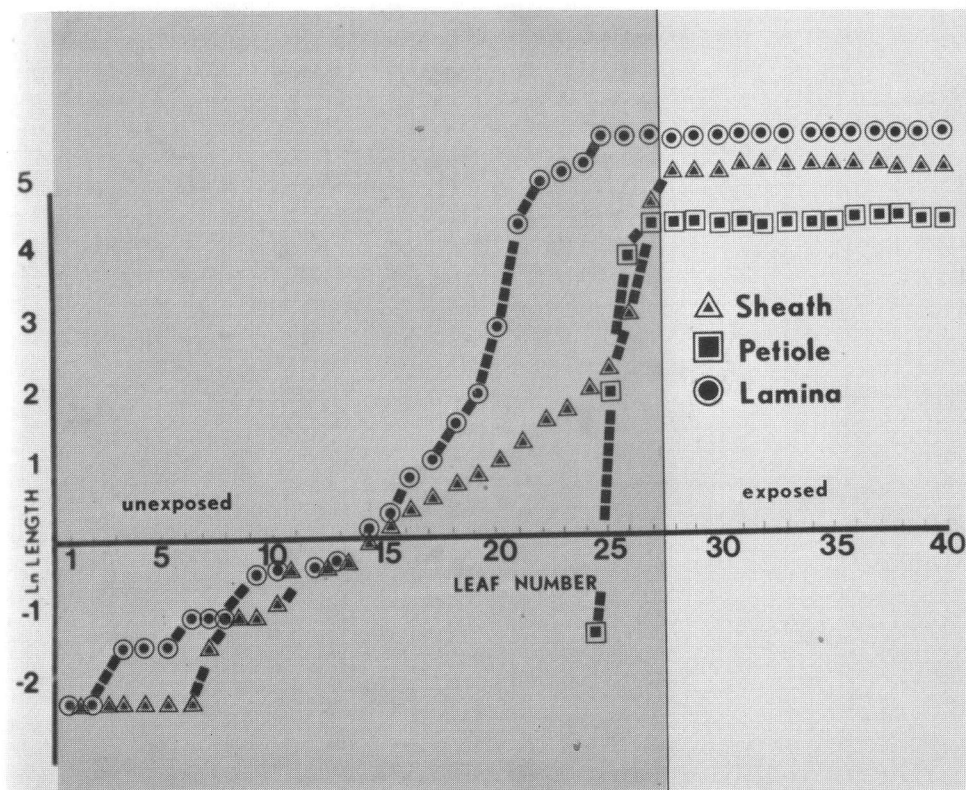 5
4
3
2
1
-1
-2
Ln LENGTH
unexposed
exposed
1 5 10 15 20 25 30 35 40
LEAF NUMBER
Sheath
Petiole
Lamina